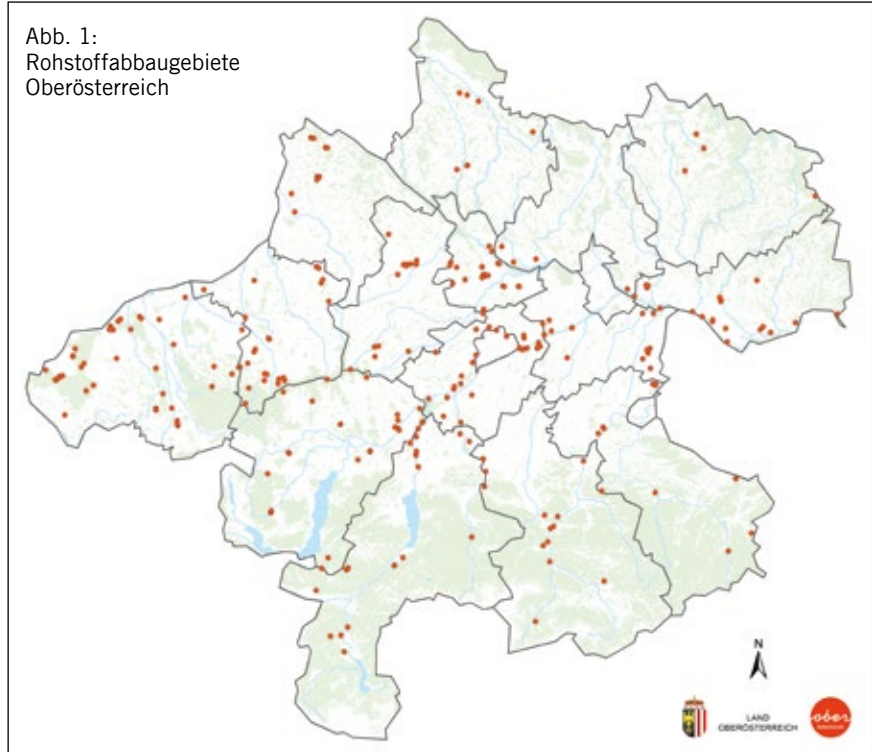 Abb. 1:
Rohstoffabbaugebiete
Oberösterreich
N
LAND
OBERÖSTERREICH
ober